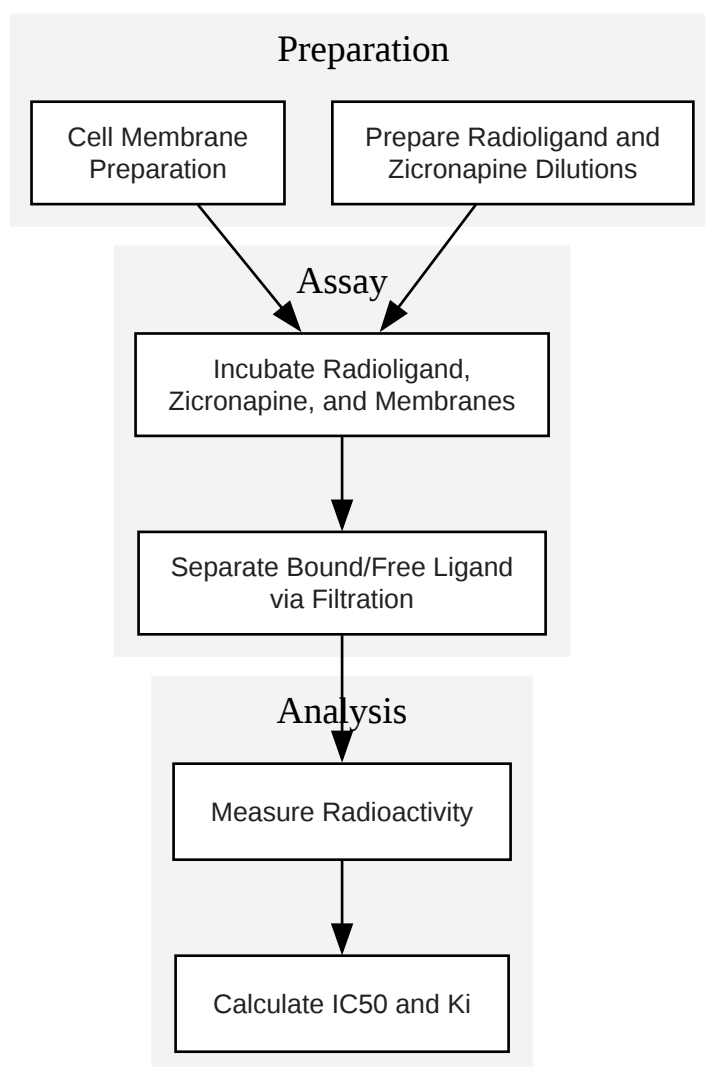 Preparation
Cell Membrane
Preparation
Prepare Radioligand and
Zicronapine Dilutions
Assay
Incubate Radioligand,
Zicronapine, and Membranes
Separate Bound/Free Ligand
via Filtration
Analysis
Measure Radioactivity
Calculate IC50 and Ki